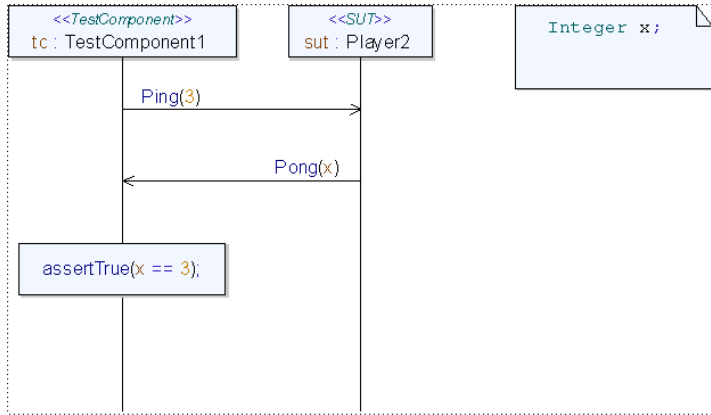 <<TestComponent>>
tc : TestComponent1
<<SUT>>
sut : Player2
Integer x;
Ping(3)
Pong(x)
assertTrue(x == 3);